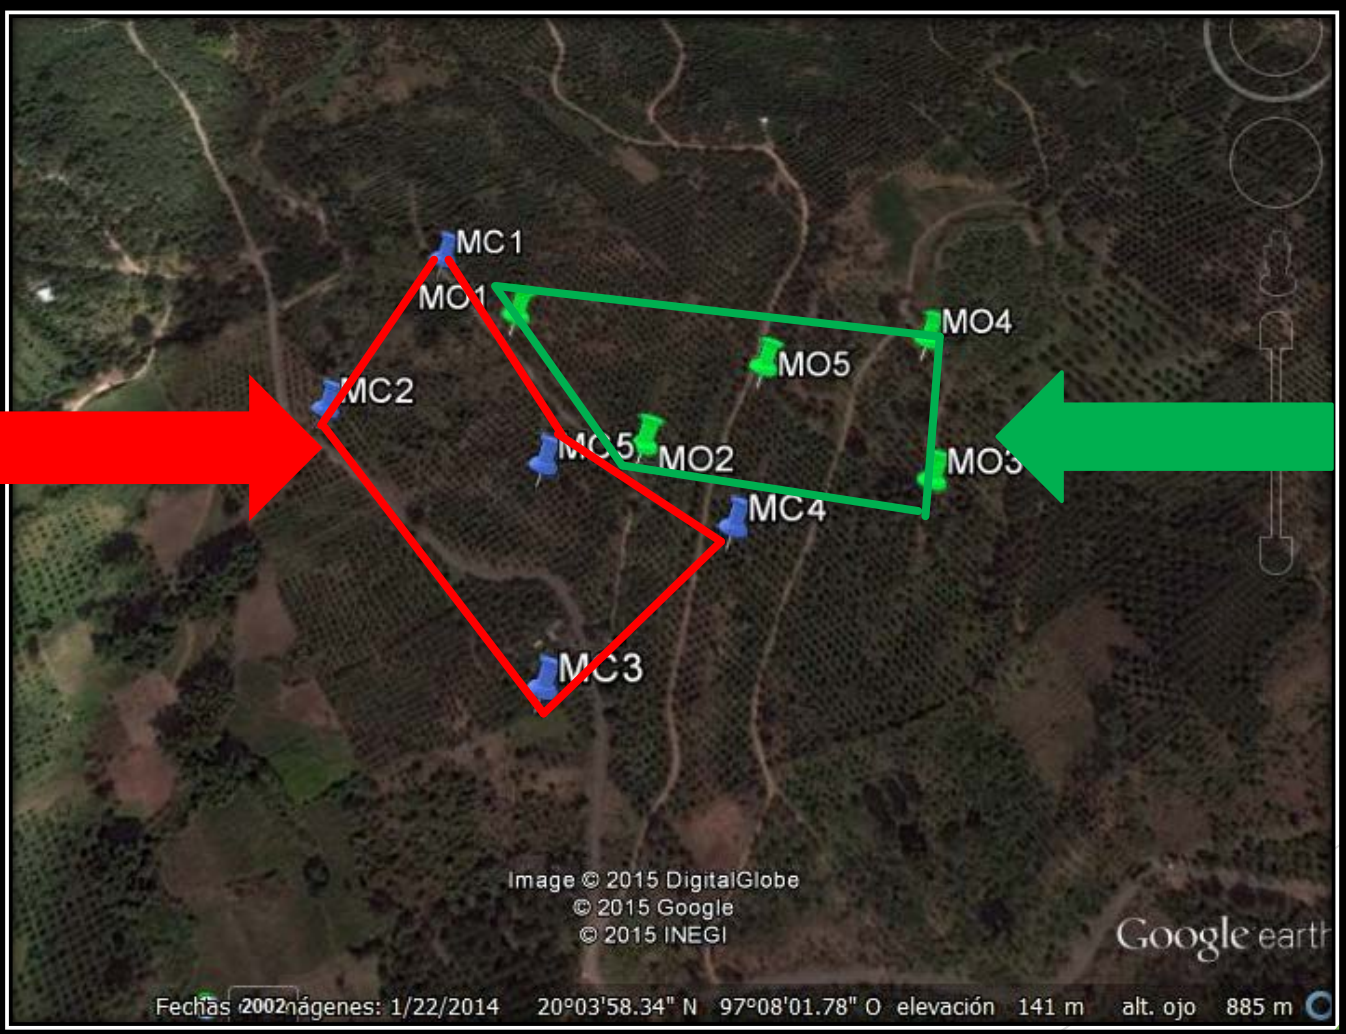 MC1
MO1
MO4
MO5
MC2
MC5
MO2
MO3
MC4
MC3
Image © 2015 DigitalGlobe
© 2015 Google
© 2015 INEGI
Google earth
Fechas 2002 nágenes: 1/22/2014 20°03'58.34" N 97°08'01.78" O elevación 141 m alt. ojo 885 m